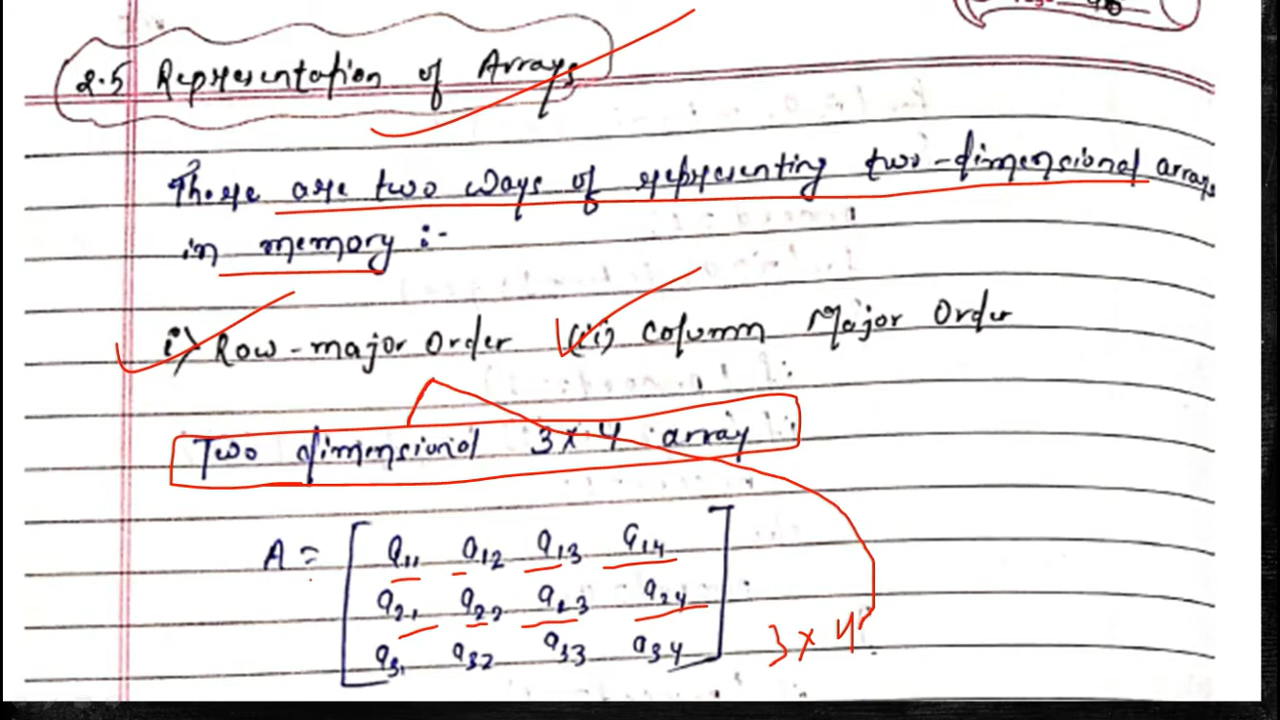 2.5 Representation of Arrays
There are two ways of representing two-dimensional arrays
in memory :-
i) Row-major Order (ii) Column Major Order
Two dimensional 3×4 array :
A = [ a11 a12 a13 a14
a21 a22 a23 a24
a31 a32 a33 a34 ]
3×4